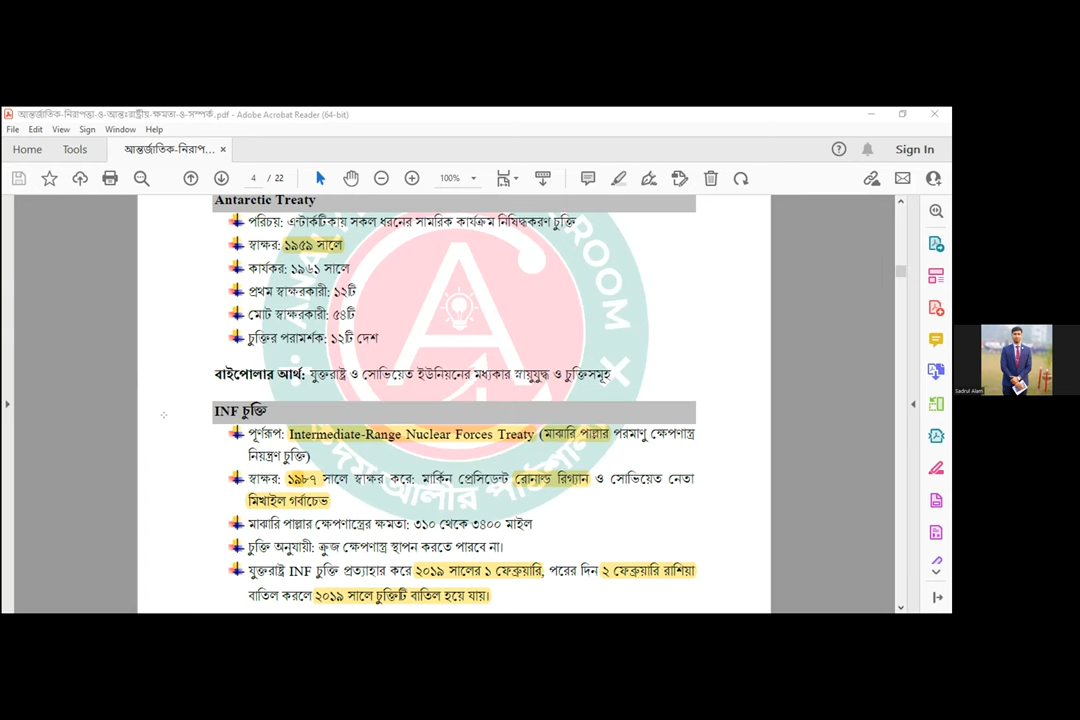 আন্তর্জাতিক-নিরাপত্তা-ও-আন্তঃরাষ্ট্রীয়-ক্ষমতা-ও-সম্পর্ক.pdf - Adobe Acrobat Reader (64-bit)
File Edit View Sign Window Help
Home Tools আন্তর্জাতিক-নিরাপ... × Sign In
4 / 22 100%
Antarctic Treaty
পরিচয়: এন্টার্কটিকায় সকল ধরনের সামরিক কার্যক্রম নিষিদ্ধকরণ চুক্তি
স্বাক্ষর: ১৯৫৯ সালে
কার্যকর: ১৯৬১ সালে
প্রথম স্বাক্ষরকারী: ১২টি
মোট স্বাক্ষরকারী: ৫৪টি
চুক্তির পরামর্শক: ১২টি দেশ
বাইপোলার আর্থ: যুক্তরাষ্ট্র ও সোভিয়েত ইউনিয়নের মধ্যকার স্নায়ুযুদ্ধ ও চুক্তিসমূহ
INF চুক্তি
পূর্ণরূপ: Intermediate-Range Nuclear Forces Treaty (মাঝারি পাল্লার পরমাণু ক্ষেপণাস্ত্র
নিয়ন্ত্রণ চুক্তি)
স্বাক্ষর: ১৯৮৭ সালে স্বাক্ষর করে: মার্কিন প্রেসিডেন্ট রোনাল্ড রিগ্যান ও সোভিয়েত নেতা
মিখাইল গর্বাচেভ
মাঝারি পাল্লার ক্ষেপণাস্ত্রের ক্ষমতা: ৩১০ থেকে ৩৪০০ মাইল
চুক্তি অনুযায়ী: ক্রুজ ক্ষেপণাস্ত্র স্থাপন করতে পারবে না।
যুক্তরাষ্ট্র INF চুক্তি প্রত্যাহার করে ২০১৯ সালের ১ ফেব্রুয়ারি, পরের দিন ২ ফেব্রুয়ারি রাশিয়া
বাতিল করলে ২০১৯ সালে চুক্তিটি বাতিল হয়ে যায়।
Sadrul Alam